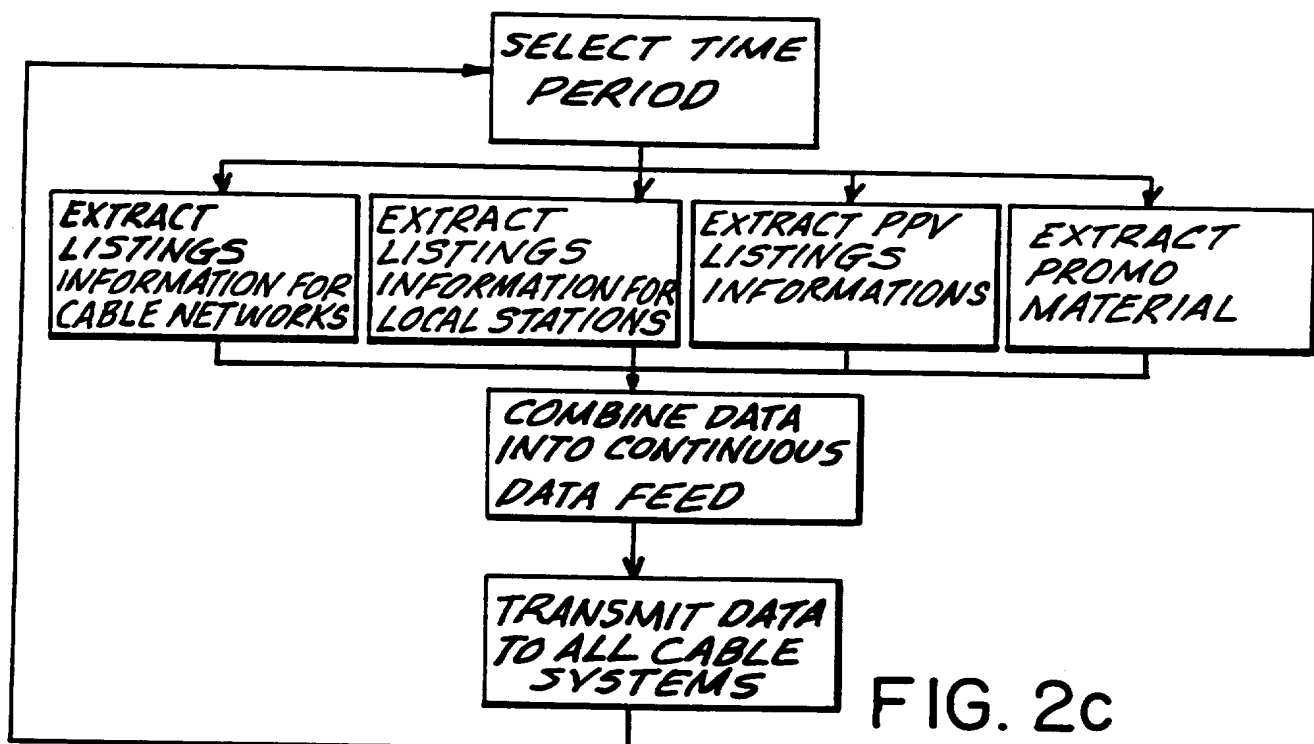 SELECT TIME
PERIOD
EXTRACT
LISTINGS
INFORMATION FOR
CABLE NETWORKS
EXTRACT
LISTINGS
INFORMATION FOR
LOCAL STATIONS
EXTRACT PPV
LISTINGS
INFORMATIONS
EXTRACT
PROMO
MATERIAL
COMBINE DATA
INTO CONTINUOUS
DATA FEED
TRANSMIT DATA
TO ALL CABLE
SYSTEMS
FIG. 2c